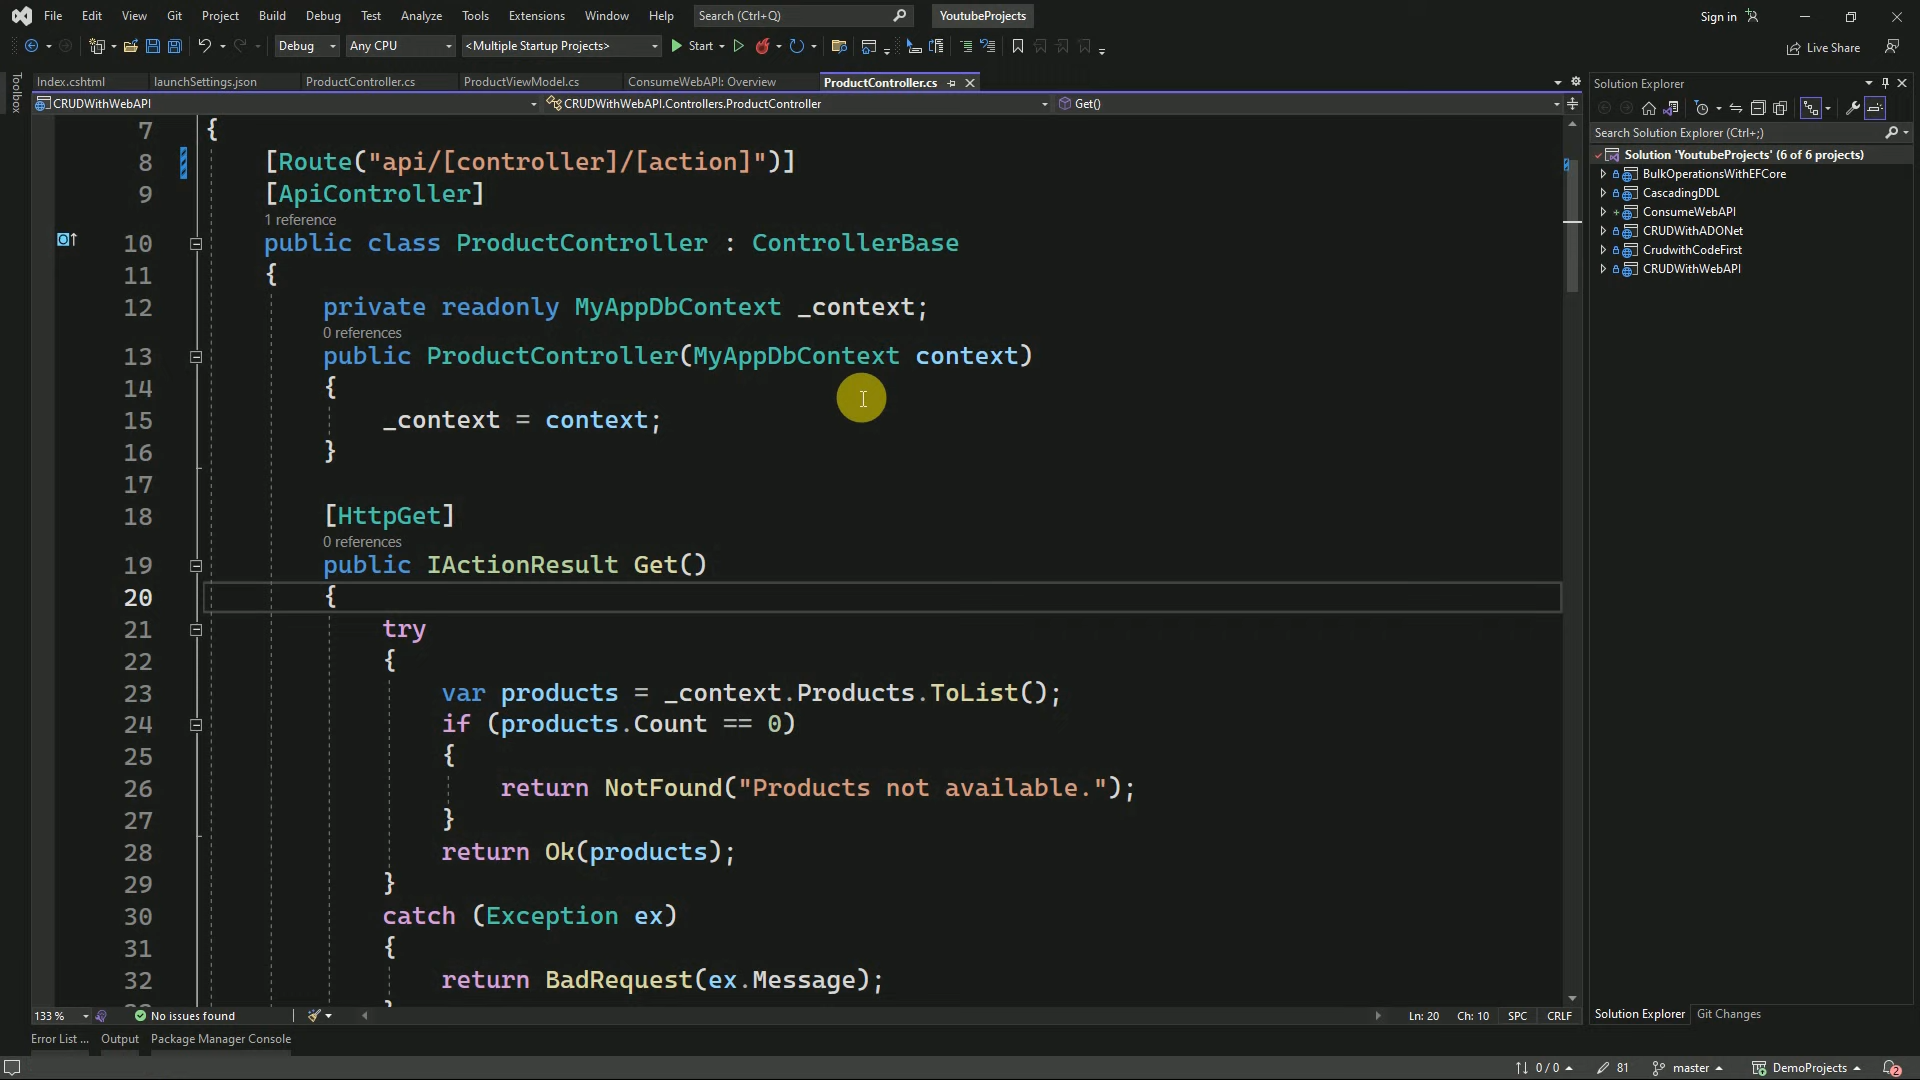 File Edit View Git Project Build Debug Test Analyze Tools Extensions Window Help Search (Ctrl+Q) YoutubeProjects Sign in
Debug Any CPU <Multiple Startup Projects> Start Live Share
Toolbox
Index.cshtml launchSettings.json ProductController.cs ProductViewModel.cs ConsumeWebAPI: Overview ProductController.cs
CRUDWithWebAPI CRUDWithWebAPI.Controllers.ProductController Get()
7 {
8 [Route("api/[controller]/[action]")]
9 [ApiController]
1 reference
10 public class ProductController : ControllerBase
11 {
12 private readonly MyAppDbContext _context;
0 references
13 public ProductController(MyAppDbContext context)
14 {
15 _context = context;
16 }
17
18 [HttpGet]
0 references
19 public IActionResult Get()
20 {
21 try
22 {
23 var products = _context.Products.ToList();
24 if (products.Count == 0)
25 {
26 return NotFound("Products not available.");
27 }
28 return Ok(products);
29 }
30 catch (Exception ex)
31 {
32 return BadRequest(ex.Message);
133 % No issues found Ln: 20 Ch: 10 SPC CRLF
Solution Explorer
Search Solution Explorer (Ctrl+;)
Solution 'YoutubeProjects' (6 of 6 projects)
BulkOperationsWithEFCore
CascadingDDL
ConsumeWebAPI
CRUDWithADONet
CrudwithCodeFirst
CRUDWithWebAPI
Solution Explorer Git Changes
Error List ... Output Package Manager Console
0 / 0 81 master DemoProjects 2